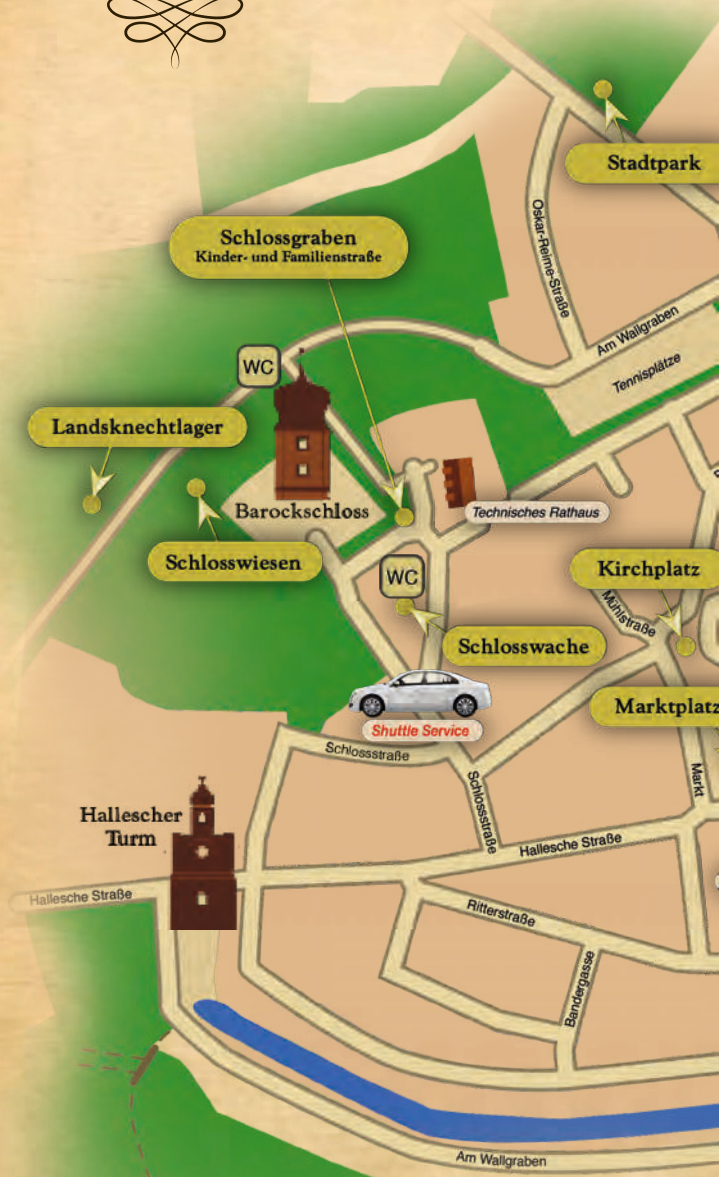 Stadtpark
Oskar-Reime-Straße
Schlossgraben
Kinder- und Familienstraße
Am Wallgraben
Tennisplätze
WC
Landsknechtlager
Barockschloss
Technisches Rathaus
Schlosswiesen
WC
Kirchplatz
Mühlstraße
Schlosswache
Marktplatz
Shuttle Service
Schlossstraße
Markt
Schlossstraße
Hallescher
Turm
Hallesche Straße
Hallesche Straße
Ritterstraße
Bandergasse
Am Wallgraben